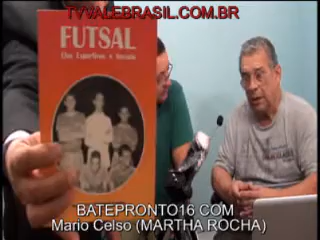 TVVALEBRASIL.COM.BR
FUTSAL
BATEPRONTO16 COM
Mario Celso (MARTHA ROCHA)